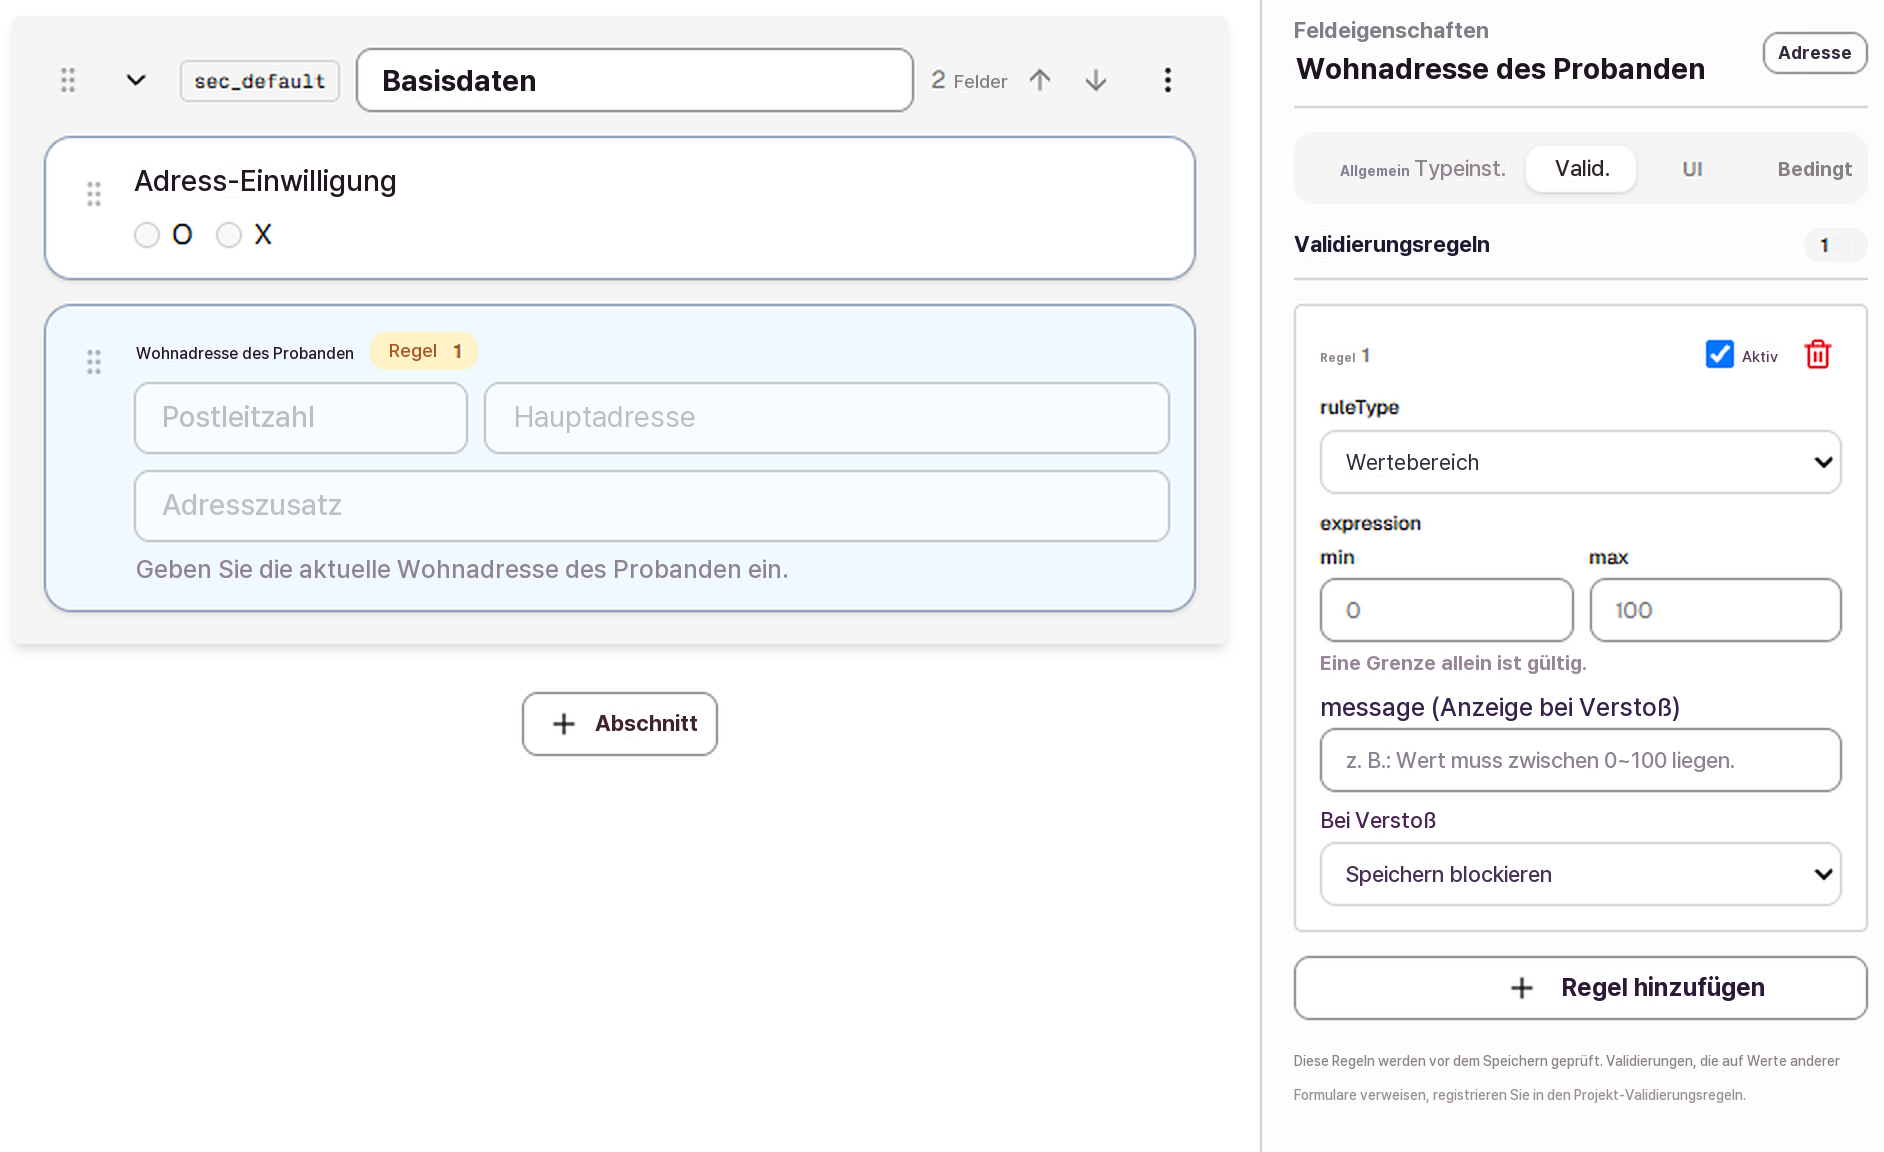 sec_default Basisdaten 2 Felder
Adress-Einwilligung
O X
Wohnadresse des Probanden Regel 1
Postleitzahl Hauptadresse
Adresszusatz
Geben Sie die aktuelle Wohnadresse des Probanden ein.
+ Abschnitt
Feldeigenschaften
Wohnadresse des Probanden Adresse
Allgemein Typeinst. Valid. UI Bedingt
Validierungsregeln 1
Regel 1 Aktiv
ruleType
Wertebereich
expression
min max
0 100
Eine Grenze allein ist gültig.
message (Anzeige bei Verstoß)
z. B.: Wert muss zwischen 0~100 liegen.
Bei Verstoß
Speichern blockieren
+ Regel hinzufügen
Diese Regeln werden vor dem Speichern geprüft. Validierungen, die auf Werte anderer
Formulare verweisen, registrieren Sie in den Projekt-Validierungsregeln.